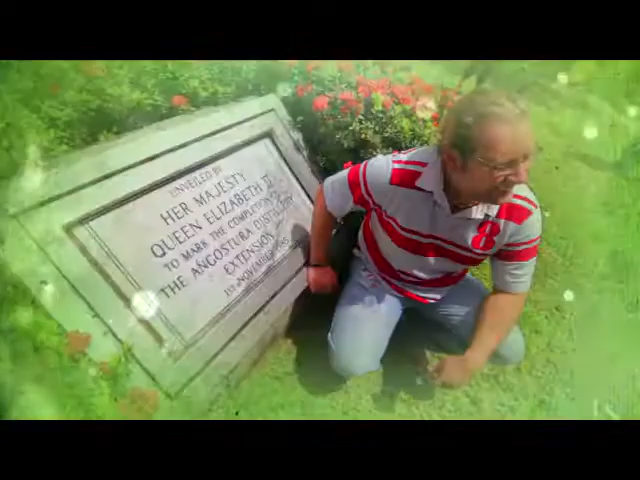 UNVEILED BY
HER MAJESTY
QUEEN ELIZABETH II
TO MARK THE COMPLETION OF
THE ANGOSTURA DISTILLERY
EXTENSION
1ST NOVEMBER
8